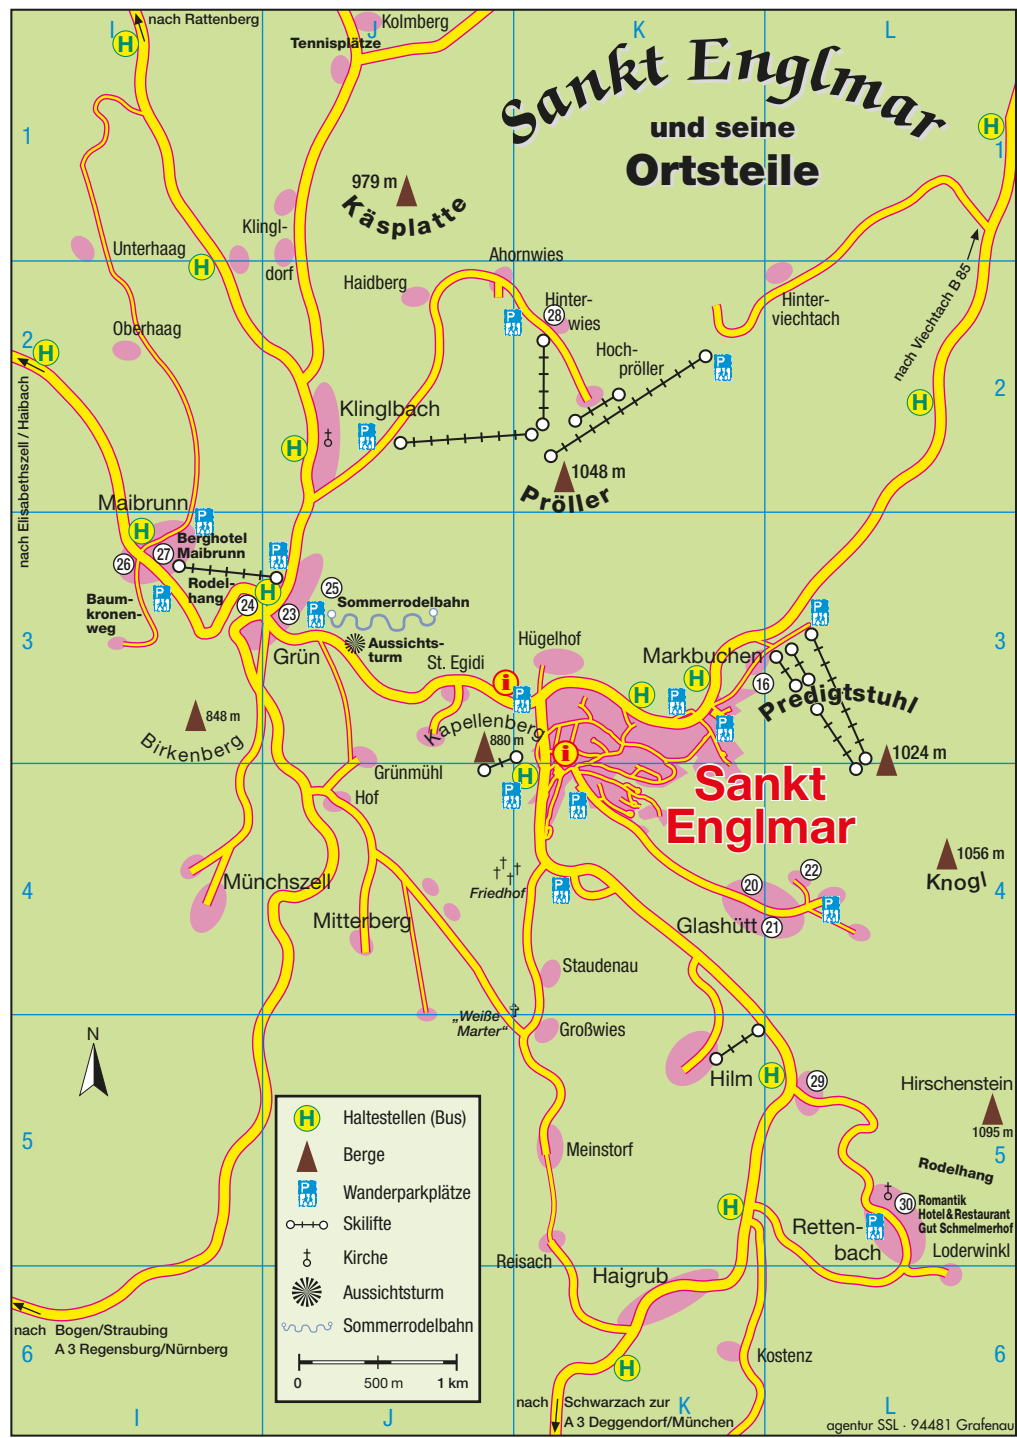 nach Rattenberg
I
J
K
L
Kolmberg
Tennisplätze
Sankt Englmar
und seine
Ortsteile
H
H
1
1
979 m
Käsplatte
Klingl-
dorf
Unterhaag
H
Ahornwies
Haidberg
Hinter-
wies
28
Hinter-
viechtach
nach Viechtach B 85
Oberhaag
2
H
P
Hoch-
pröller
P
2
H
nach Elisabethszell / Haibach
Klinglbach
P
H
1048 m
Pröller
Maibrunn
P
H
27
Berghotel
Maibrunn
26
P
Rodel-
hang
P
H
24
23
25
P
Sommerrodelbahn
Baum-
kronen-
weg
Aussichts-
turm
Grün
P
3
3
Hügelhof
St. Egidi
Markbuchen
16
i
P
H
H
P
P
Predigtstuhl
848 m
Birkenberg
Kapellenberg
880 m
i
H
1024 m
Grünmühl
Hof
P
P
Sankt
Englmar
1056 m
Knogl
Münchszell
4
4
Friedhof
P
20
22
Glashütt
21
P
Mitterberg
Staudenau
„Weiße
Marter“
Großwies
N
Hilm
H
29
Hirschenstein
1095 m
5
5
H
Haltestellen (Bus)
Berge
P
Wanderparkplätze
Skilifte
Kirche
Aussichtsturm
Sommerrodelbahn
0
500 m
1 km
Meinstorf
Rodelhang
H
30
Romantik
Hotel & Restaurant
Gut Schmelmerhof
Retten-
bach
P
Loderwinkl
Reisach
Haigrub
nach Bogen/Straubing
A 3 Regensburg/Nürnberg
6
6
Kostenz
H
nach Schwarzach zur
A 3 Deggendorf/München
I
J
K
L
agentur SSL · 94481 Grafenau